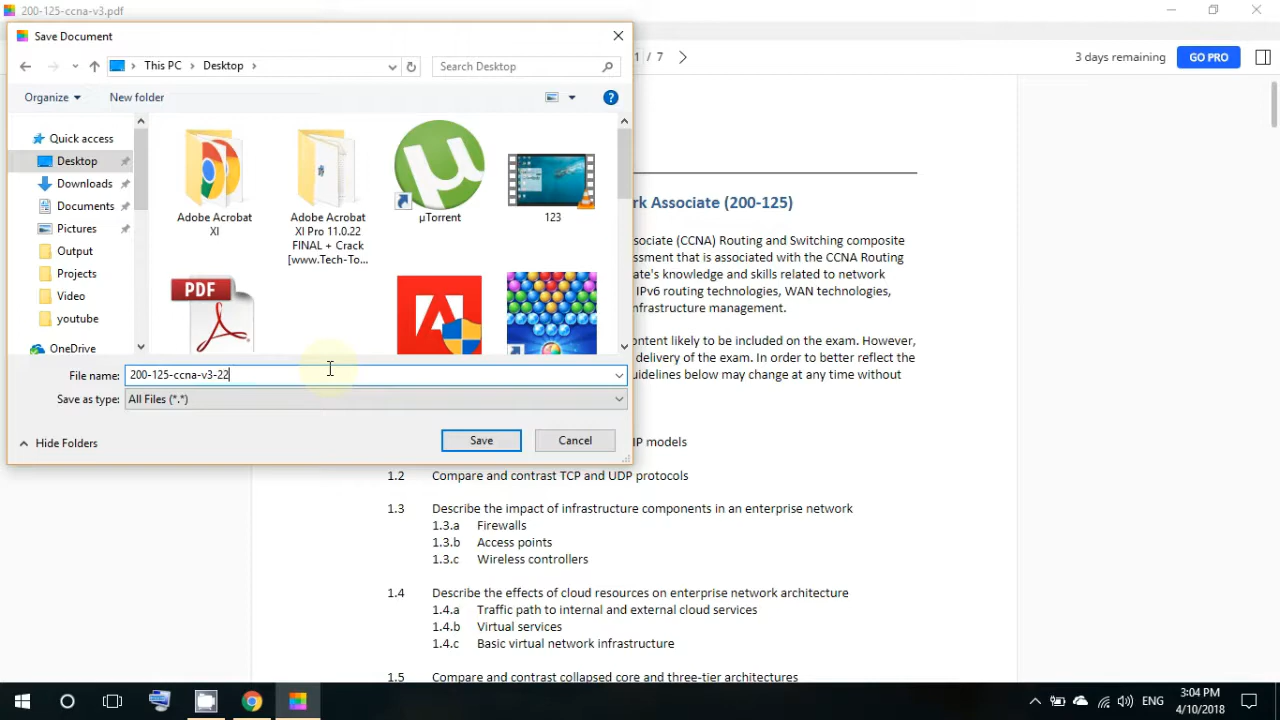 200-125-ccna-v3.pdf
Save Document
This PC > Desktop >
Search Desktop
1 / 7
3 days remaining
GO PRO
Organize
New folder
Quick access
Desktop
Downloads
Documents
Pictures
Output
Projects
Video
youtube
OneDrive
Adobe Acrobat
XI
Adobe Acrobat
XI Pro 11.0.22
FINAL + Crack
[www.Tech-To...
µTorrent
123
PDF
File name: 200-125-ccna-v3-22
Save as type: All Files (*.*)
Hide Folders
Save
Cancel
rk Associate (200-125)
sociate (CCNA) Routing and Switching composite
ssment that is associated with the CCNA Routing
ate's knowledge and skills related to network
IPv6 routing technologies, WAN technologies,
nfrastructure management.
ontent likely to be included on the exam. However,
delivery of the exam. In order to better reflect the
uidelines below may change at any time without
IP models
1.2 Compare and contrast TCP and UDP protocols
1.3 Describe the impact of infrastructure components in an enterprise network
1.3.a Firewalls
1.3.b Access points
1.3.c Wireless controllers
1.4 Describe the effects of cloud resources on enterprise network architecture
1.4.a Traffic path to internal and external cloud services
1.4.b Virtual services
1.4.c Basic virtual network infrastructure
1.5 Compare and contrast collapsed core and three-tier architectures
ENG
3:04 PM
4/10/2018